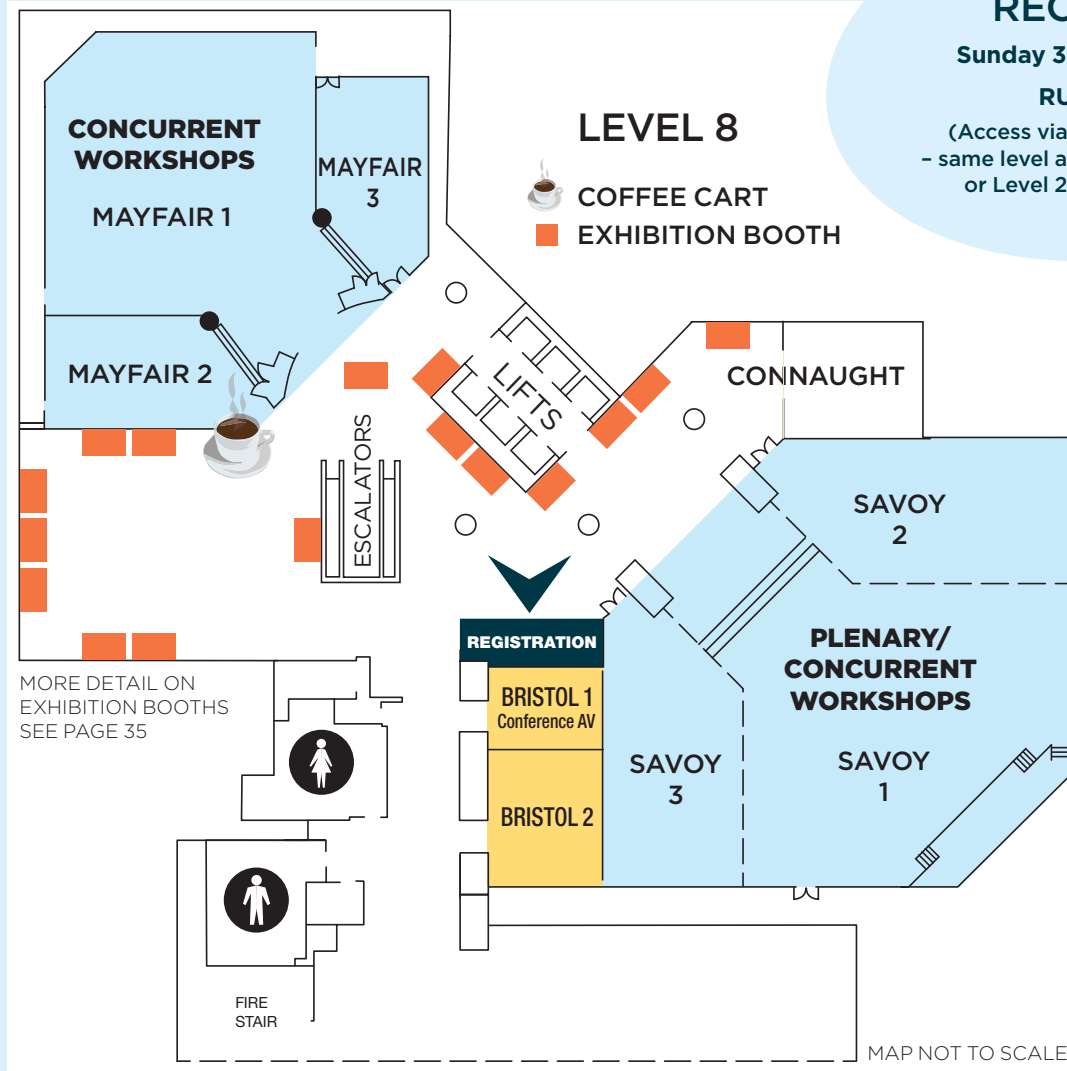 REC
Sunday 3
RU
(Access via
– same level a
or Level 2
LEVEL 8
COFFEE CART
EXHIBITION BOOTH
CONCURRENT
WORKSHOPS
MAYFAIR 1
MAYFAIR
3
MAYFAIR 2
LIFTS
ESCALATORS
CONNAUGHT
SAVOY
2
REGISTRATION
BRISTOL 1
Conference AV
BRISTOL 2
PLENARY/
CONCURRENT
WORKSHOPS
SAVOY
3
SAVOY
1
MORE DETAIL ON
EXHIBITION BOOTHS
SEE PAGE 35
FIRE
STAIR
MAP NOT TO SCALE